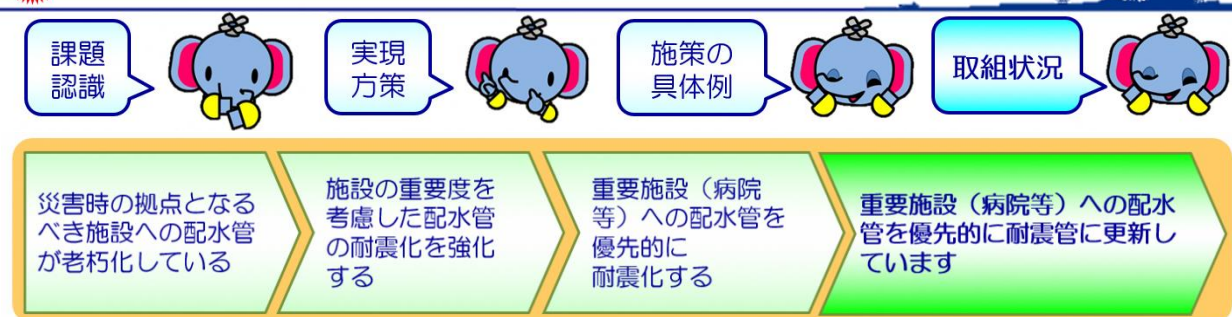 課題
認識
実現
方策
施策の
具体例
取組状況
災害時の拠点となる
べき施設への配水管
が老朽化している
施設の重要度を
考慮した配水管
の耐震化を強化
する
重要施設（病院
等）への配水管を
優先的に
耐震化する
重要施設（病院等）への配水
管を優先的に耐震管に更新し
ています